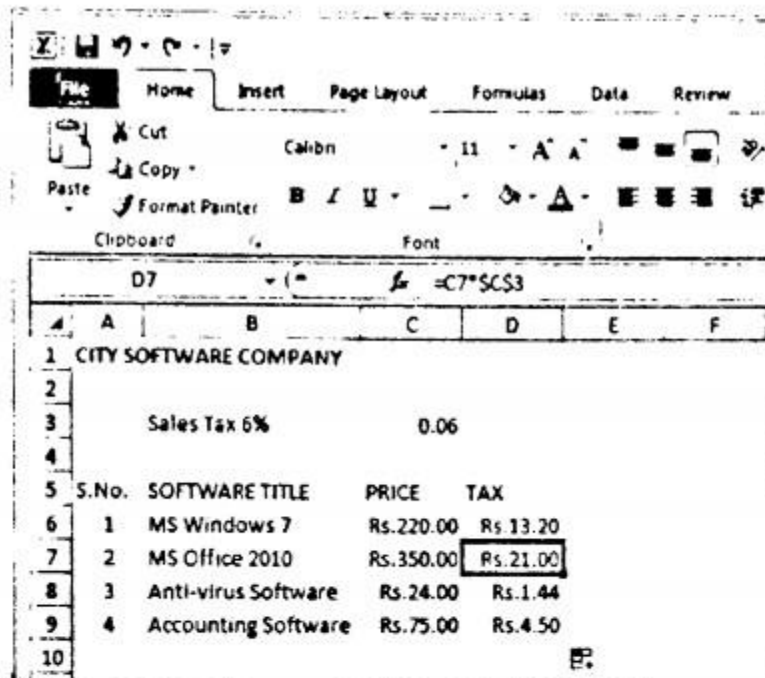 File Home Insert Page Layout Formulas Data Review
Cut
Calibri 11 A A
Copy
Paste
B I U A
Format Painter
Clipboard Font
D7 fx =C7*$C$3
A B C D E F
1 CITY SOFTWARE COMPANY
2
3 Sales Tax 6% 0.06
4
5 S.No. SOFTWARE TITLE PRICE TAX
6 1 MS Windows 7 Rs.220.00 Rs.13.20
7 2 MS Office 2010 Rs.350.00 Rs.21.00
8 3 Anti-virus Software Rs.24.00 Rs.1.44
9 4 Accounting Software Rs.75.00 Rs.4.50
10